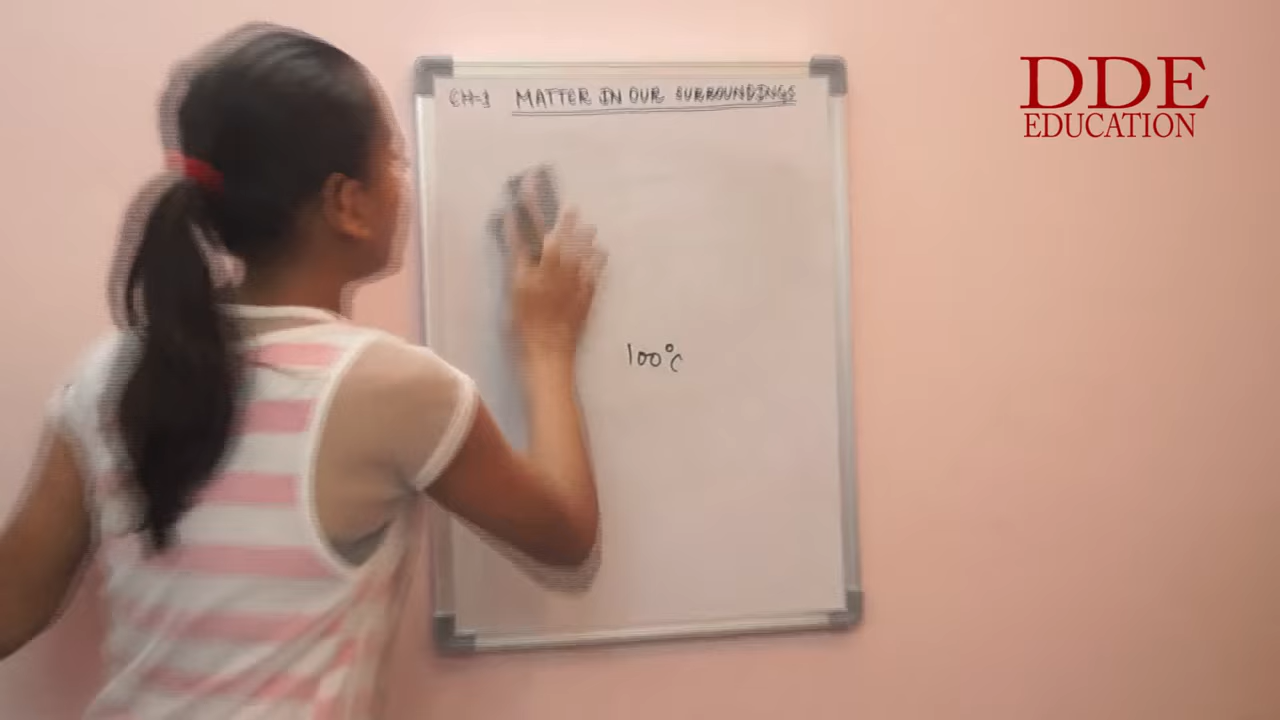 CH-1 MATTER IN OUR SURROUNDINGS
100°C
DDE
EDUCATION